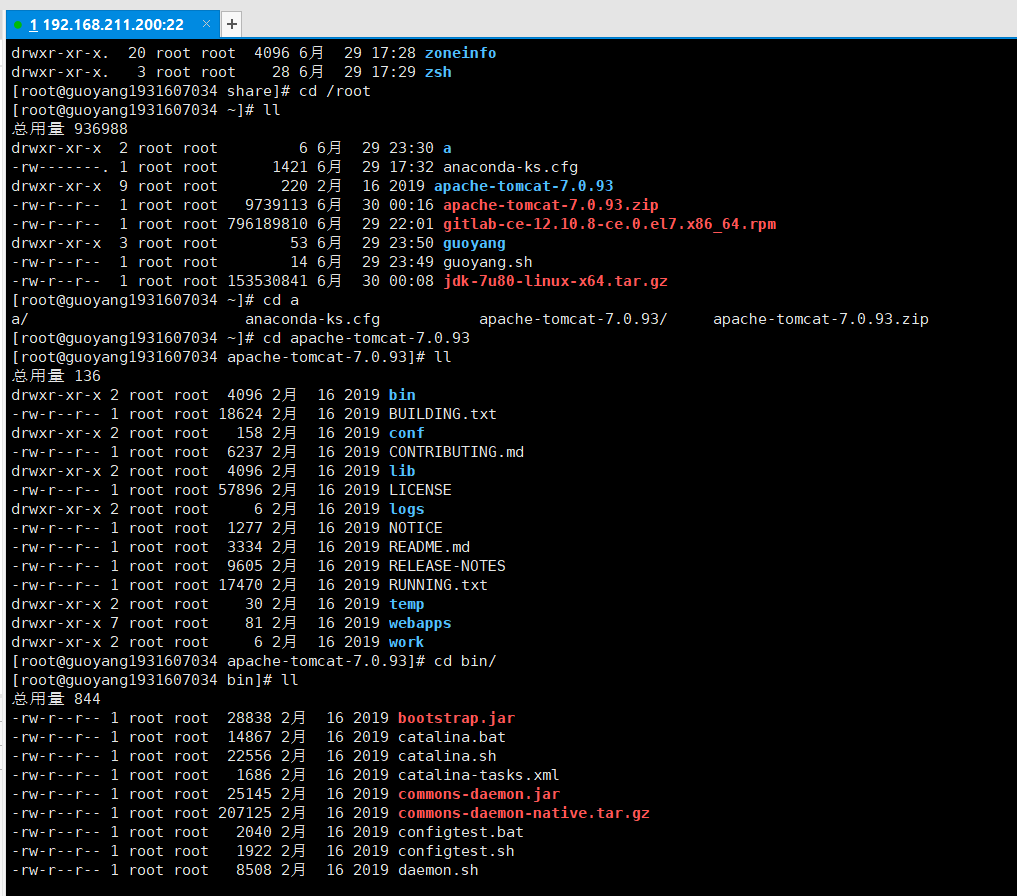 1 192.168.211.200:22 × +
drwxr-xr-x.  20 root root  4096 6月   29 17:28 zoneinfo
drwxr-xr-x.   3 root root    28 6月   29 17:29 zsh
[root@guoyang1931607034 share]# cd /root
[root@guoyang1931607034 ~]# ll
总用量 936988
drwxr-xr-x  2 root root         6 6月   29 23:30 a
-rw-------. 1 root root      1421 6月   29 17:32 anaconda-ks.cfg
drwxr-xr-x  9 root root       220 2月   16 2019 apache-tomcat-7.0.93
-rw-r--r--  1 root root   9739113 6月   30 00:16 apache-tomcat-7.0.93.zip
-rw-r--r--  1 root root 796189810 6月   29 22:01 gitlab-ce-12.10.8-ce.0.el7.x86_64.rpm
drwxr-xr-x  3 root root        53 6月   29 23:50 guoyang
-rw-r--r--  1 root root        14 6月   29 23:49 guoyang.sh
-rw-r--r--  1 root root 153530841 6月   30 00:08 jdk-7u80-linux-x64.tar.gz
[root@guoyang1931607034 ~]# cd a
a/                        anaconda-ks.cfg           apache-tomcat-7.0.93/     apache-tomcat-7.0.93.zip
[root@guoyang1931607034 ~]# cd apache-tomcat-7.0.93
[root@guoyang1931607034 apache-tomcat-7.0.93]# ll
总用量 136
drwxr-xr-x 2 root root  4096 2月   16 2019 bin
-rw-r--r-- 1 root root 18624 2月   16 2019 BUILDING.txt
drwxr-xr-x 2 root root   158 2月   16 2019 conf
-rw-r--r-- 1 root root  6237 2月   16 2019 CONTRIBUTING.md
drwxr-xr-x 2 root root  4096 2月   16 2019 lib
-rw-r--r-- 1 root root 57896 2月   16 2019 LICENSE
drwxr-xr-x 2 root root     6 2月   16 2019 logs
-rw-r--r-- 1 root root  1277 2月   16 2019 NOTICE
-rw-r--r-- 1 root root  3334 2月   16 2019 README.md
-rw-r--r-- 1 root root  9605 2月   16 2019 RELEASE-NOTES
-rw-r--r-- 1 root root 17470 2月   16 2019 RUNNING.txt
drwxr-xr-x 2 root root    30 2月   16 2019 temp
drwxr-xr-x 7 root root    81 2月   16 2019 webapps
drwxr-xr-x 2 root root     6 2月   16 2019 work
[root@guoyang1931607034 apache-tomcat-7.0.93]# cd bin/
[root@guoyang1931607034 bin]# ll
总用量 844
-rw-r--r-- 1 root root  28838 2月   16 2019 bootstrap.jar
-rw-r--r-- 1 root root  14867 2月   16 2019 catalina.bat
-rw-r--r-- 1 root root  22556 2月   16 2019 catalina.sh
-rw-r--r-- 1 root root   1686 2月   16 2019 catalina-tasks.xml
-rw-r--r-- 1 root root  25145 2月   16 2019 commons-daemon.jar
-rw-r--r-- 1 root root 207125 2月   16 2019 commons-daemon-native.tar.gz
-rw-r--r-- 1 root root   2040 2月   16 2019 configtest.bat
-rw-r--r-- 1 root root   1922 2月   16 2019 configtest.sh
-rw-r--r-- 1 root root   8508 2月   16 2019 daemon.sh